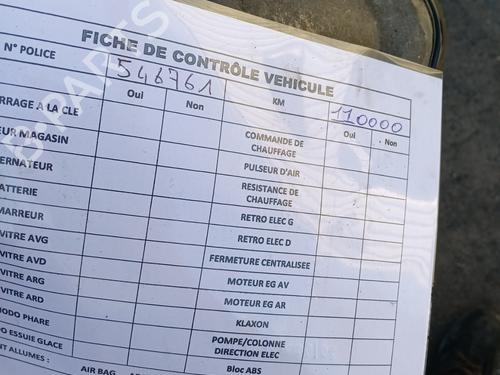 FICHE DE CONTRÔLE VEHICULE
N° POLICE 546761 KM 110000
Oui Non Oui Non
RRAGE A LA CLE COMMANDE DE CHAUFFAGE
EUR MAGASIN PULSEUR D'AIR
ERNATEUR RESISTANCE DE CHAUFFAGE
ATTERIE RETRO ELEC G
MARREUR RETRO ELEC D
VITRE AVG FERMETURE CENTRALISEE
VITRE AVD MOTEUR EG AV
VITRE ARG MOTEUR EG AR
VITRE ARD KLAXON
ODO PHARE POMPE/COLONNE DIRECTION ELEC
O ESSUIE GLACE Bloc ABS
NT ALLUMES :
AIR BAG